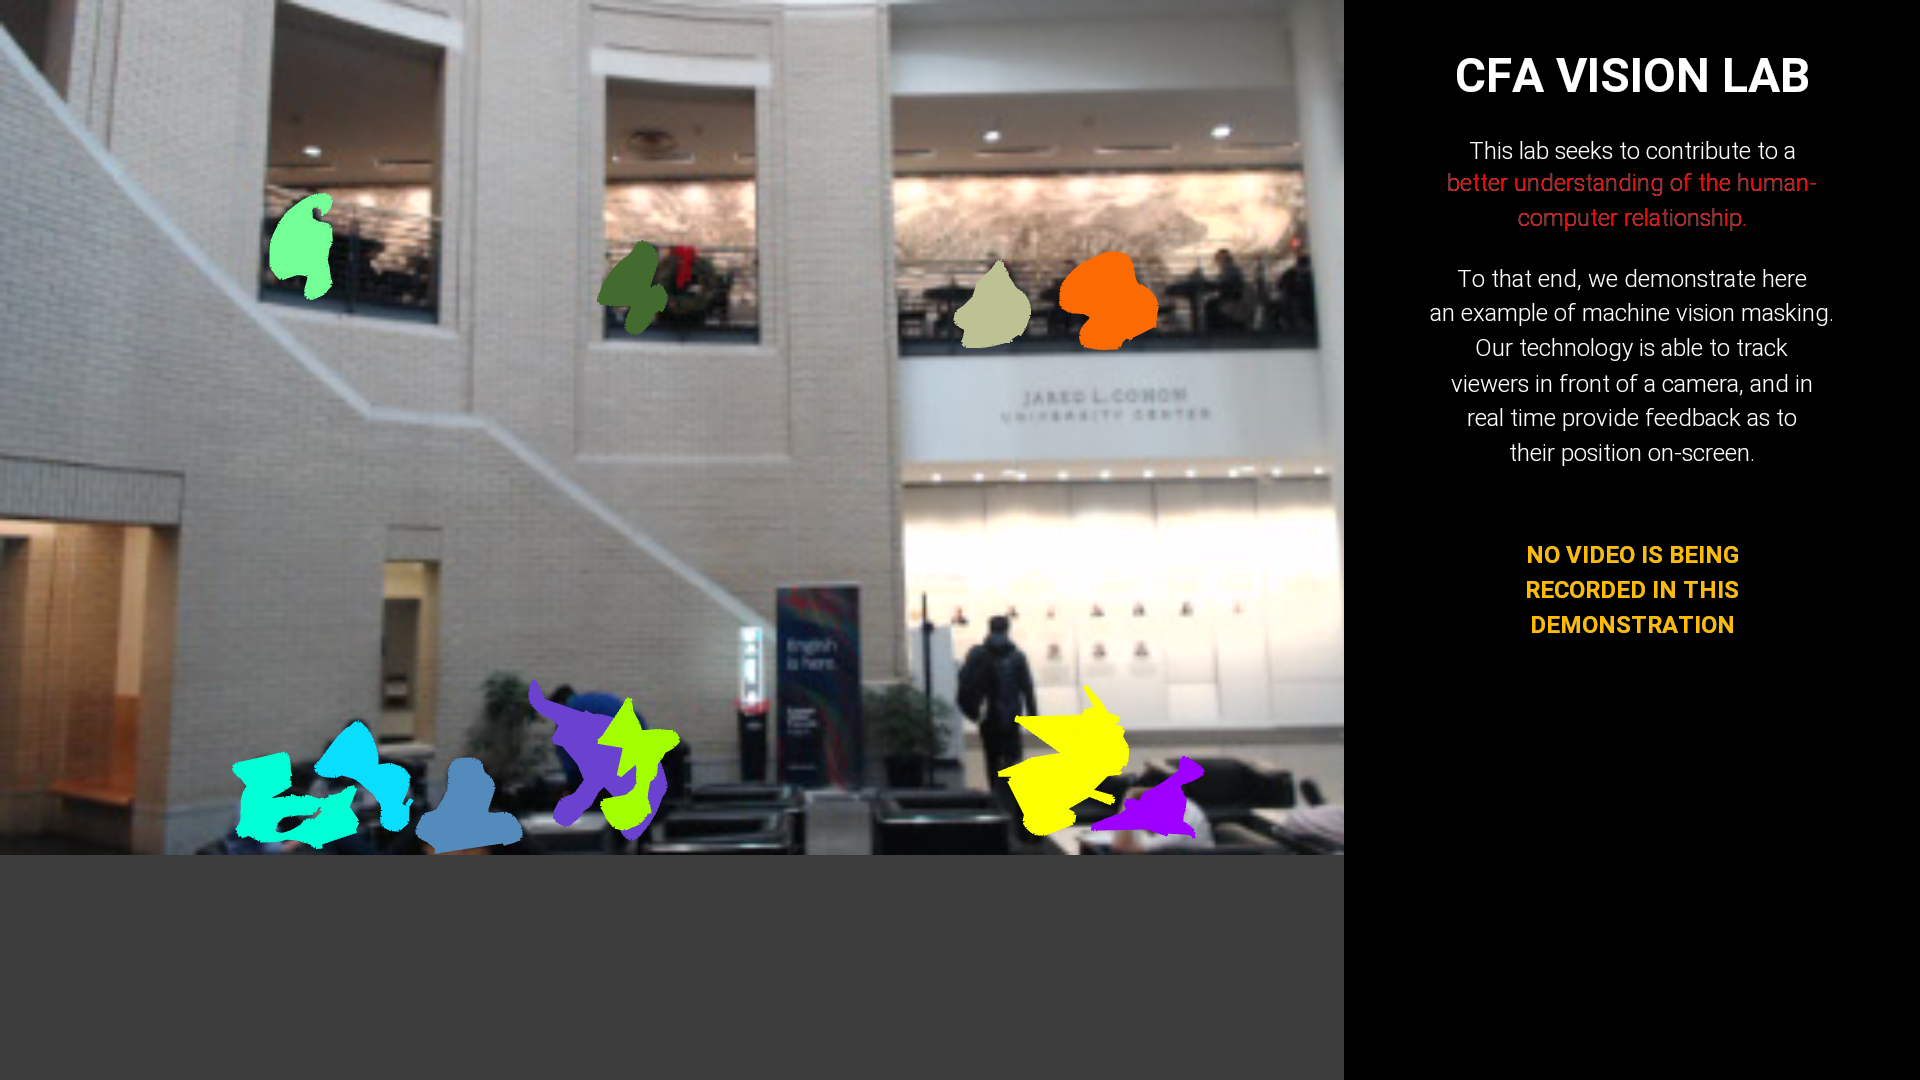 CFA VISION LAB
This lab seeks to contribute to a
better understanding of the human-
computer relationship.
To that end, we demonstrate here
an example of machine vision masking.
Our technology is able to track
viewers in front of a camera, and in
real time provide feedback as to
their position on-screen.
NO VIDEO IS BEING
RECORDED IN THIS
DEMONSTRATION
JARED L. COHON
UNIVERSITY CENTER
English
is here.